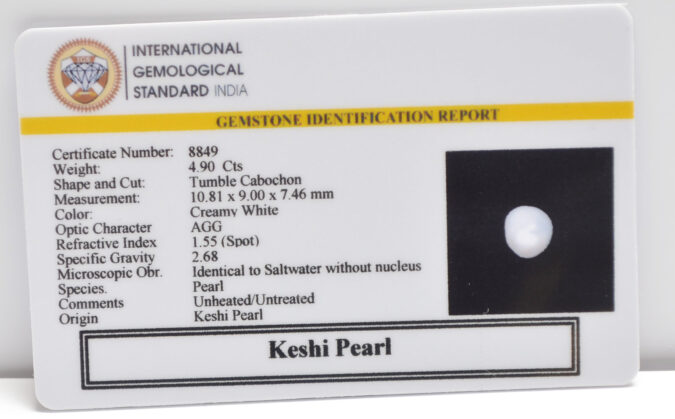 INTERNATIONAL
GEMOLOGICAL
STANDARD INDIA
GEMSTONE IDENTIFICATION REPORT
Certificate Number: 8849
Weight: 4.90 Cts
Shape and Cut: Tumble Cabochon
Measurement: 10.81 x 9.00 x 7.46 mm
Color: Creamy White
Optic Character AGG
Refractive Index 1.55 (Spot)
Specific Gravity 2.68
Microscopic Obr. Identical to Saltwater without nucleus
Species. Pearl
Comments Unheated/Untreated
Origin Keshi Pearl
Keshi Pearl